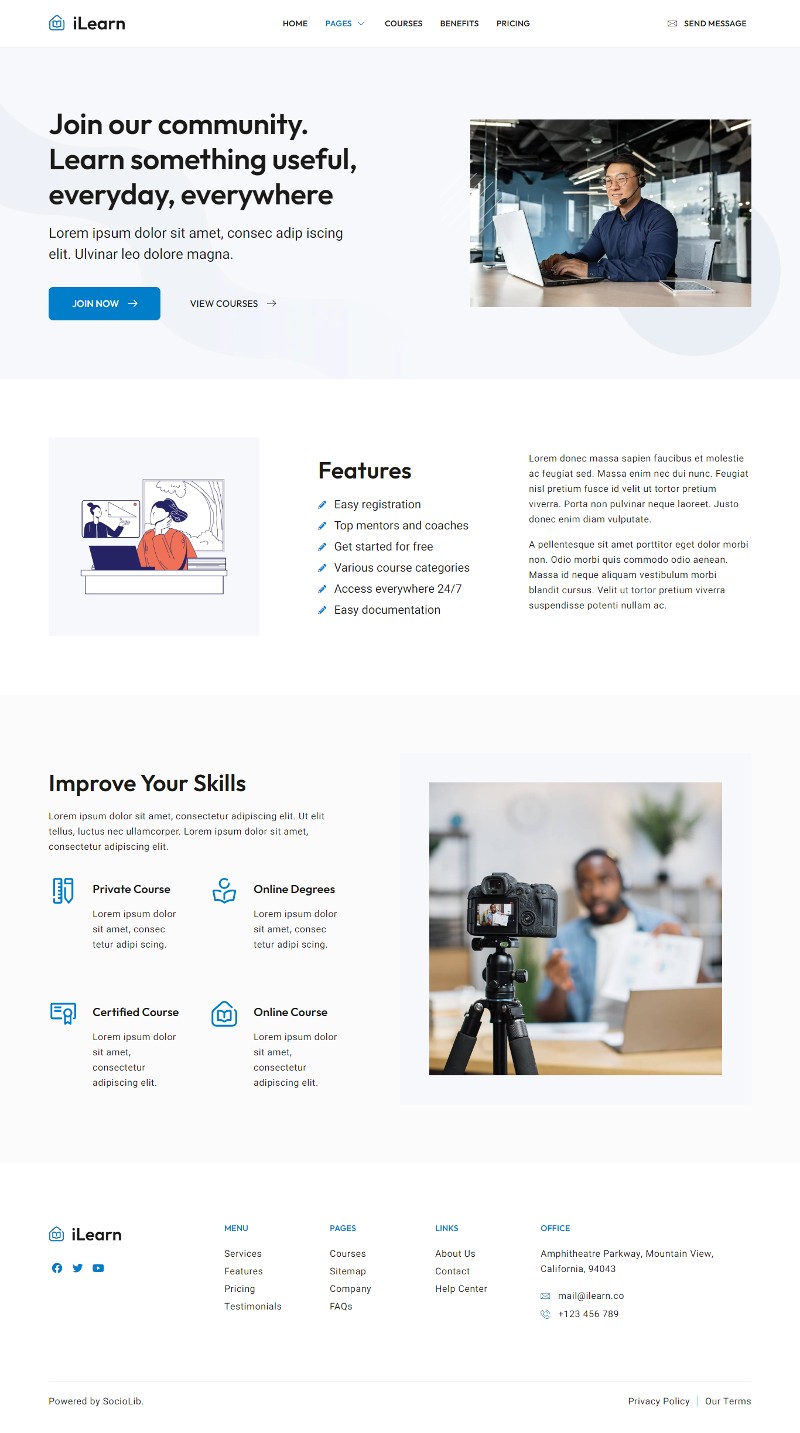 iLearn
HOME
PAGES
COURSES
BENEFITS
PRICING
SEND MESSAGE
Join our community.
Learn something useful,
everyday, everywhere
Lorem ipsum dolor sit amet, consec adip iscing
elit. Ulvinar leo dolore magna.
JOIN NOW
VIEW COURSES
Features
Easy registration
Top mentors and coaches
Get started for free
Various course categories
Access everywhere 24/7
Easy documentation
Lorem donec massa sapien faucibus et molestie
ac feugiat sed. Massa enim nec dui nunc. Feugiat
nisl pretium fusce id velit ut tortor pretium
viverra. Porta non pulvinar neque laoreet. Justo
donec enim diam vulputate.
A pellentesque sit amet porttitor eget dolor morbi
non. Odio morbi quis commodo odio aenean.
Massa id neque aliquam vestibulum morbi
blandit cursus. Velit ut tortor pretium viverra
suspendisse potenti nullam ac.
Improve Your Skills
Lorem ipsum dolor sit amet, consectetur adipiscing elit. Ut elit
tellus, luctus nec ullamcorper. Lorem ipsum dolor sit amet,
consectetur adipiscing elit.
Private Course
Lorem ipsum dolor
sit amet, consec
tetur adipi scing.
Online Degrees
Lorem ipsum dolor
sit amet, consec
tetur adipi scing.
Certified Course
Lorem ipsum dolor
sit amet,
consectetur
adipiscing elit.
Online Course
Lorem ipsum dolor
sit amet,
consectetur
adipiscing elit.
iLearn
MENU
Services
Features
Pricing
Testimonials
PAGES
Courses
Sitemap
Company
FAQs
LINKS
About Us
Contact
Help Center
OFFICE
Amphitheatre Parkway, Mountain View,
California, 94043
mail@ilearn.co
+123 456 789
Powered by SocioLib.
Privacy Policy
Our Terms